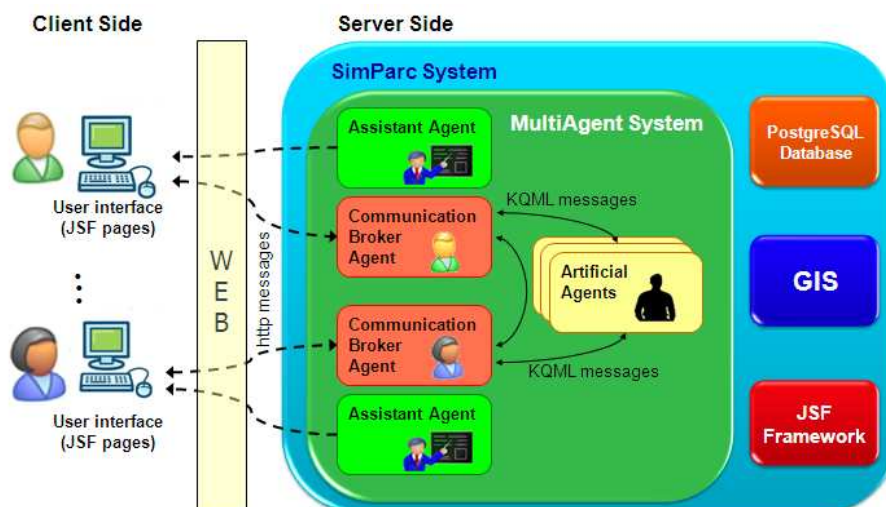 Client Side
Server Side
SimParc System
MultiAgent System
Assistant Agent
User interface
(JSF pages)
Communication
Broker
Agent
KQML messages
Artificial
Agents
WEB
http messages
Communication
Broker
Agent
KQML messages
User interface
(JSF pages)
Assistant Agent
PostgreSQL
Database
GIS
JSF
Framework